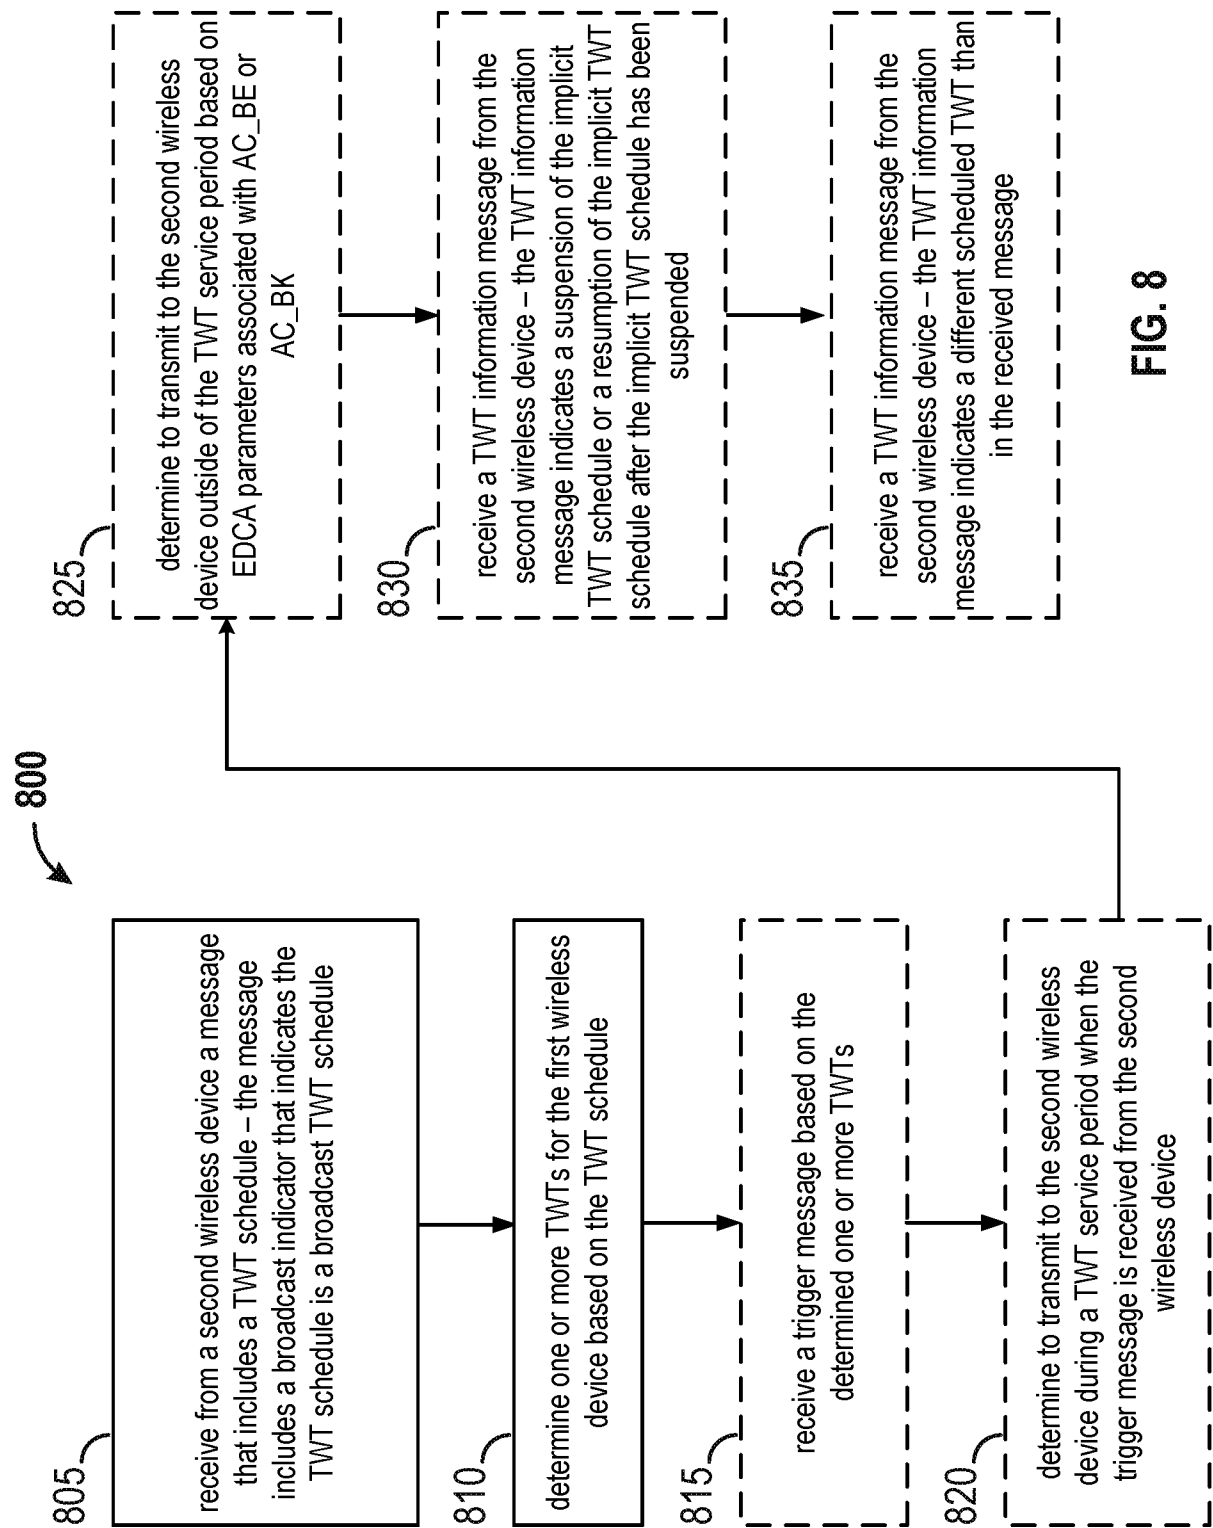 800
805
receive from a second wireless device a message
that includes a TWT schedule – the message
includes a broadcast indicator that indicates the
TWT schedule is a broadcast TWT schedule
810
determine one or more TWTs for the first wireless
device based on the TWT schedule
815
receive a trigger message based on the
determined one or more TWTs
820
determine to transmit to the second wireless
device during a TWT service period when the
trigger message is received from the second
wireless device
825
determine to transmit to the second wireless
device outside of the TWT service period based on
EDCA parameters associated with AC_BE or
AC_BK
830
receive a TWT information message from the
second wireless device – the TWT information
message indicates a suspension of the implicit
TWT schedule or a resumption of the implicit TWT
schedule after the implicit TWT schedule has been
suspended
835
receive a TWT information message from the
second wireless device – the TWT information
message indicates a different scheduled TWT than
in the received message
FIG. 8